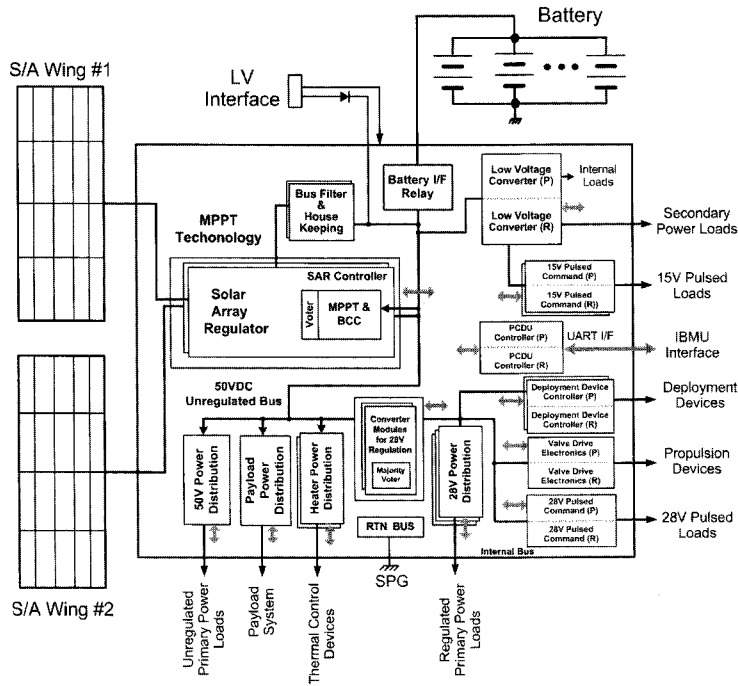 Battery
S/A Wing #1
LV
Interface
Battery I/F
Relay
Low Voltage
Converter (P)
Low Voltage
Converter (R)
Internal
Loads
Bus Filter
&
House
Keeping
MPPT
Techonology
Secondary
Power Loads
SAR Controller
Solar
Array
Regulator
Voter
MPPT &
BCC
15V Pulsed
Command (P)
15V Pulsed
Command (R))
15V Pulsed
Loads
PCDU
Controller (P)
PCDU
Controller (R)
UART I/F
IBMU
Interface
50VDC
Unregulated Bus
Deployment Device
Controller (P)
Deployment Device
Controller (R)
Deployment
Devices
Converter
Modules
for 28V
Regulation
Majority
Voter
50V Power
Distribution
Payload
Power
Distribution
Heater Power
Distribution
28V Power
Distribution
Valve Drive
Electronics (P)
Valve Drive
Electronics (R)
Propulsion
Devices
28V Pulsed
Command (P)
28V Pulsed
Command (R)
28V Pulsed
Loads
RTN BUS
Internal Bus
SPG
S/A Wing #2
Unregulated
Primary Power
Loads
Payload
System
Thermal Control
Devices
Regulated
Primary Power
Loads